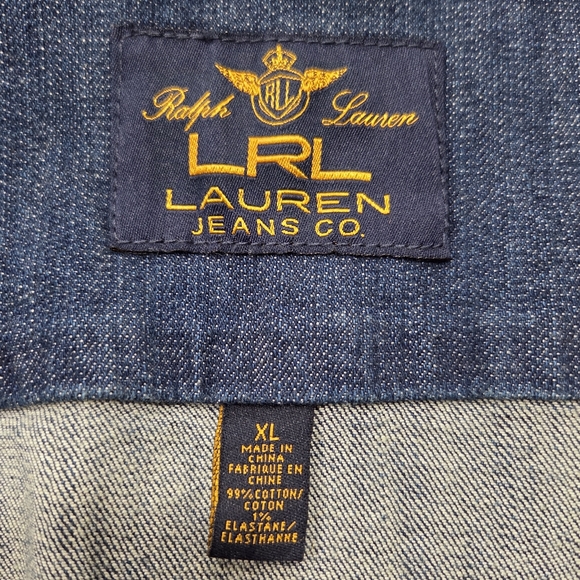 RLL
Ralph Lauren
LRL
LAUREN
JEANS CO.
XL
MADE IN
CHINA
FABRIQUE EN
CHINE
99% COTTON/
COTON
1%
ELASTANE/
ELASTHANNE